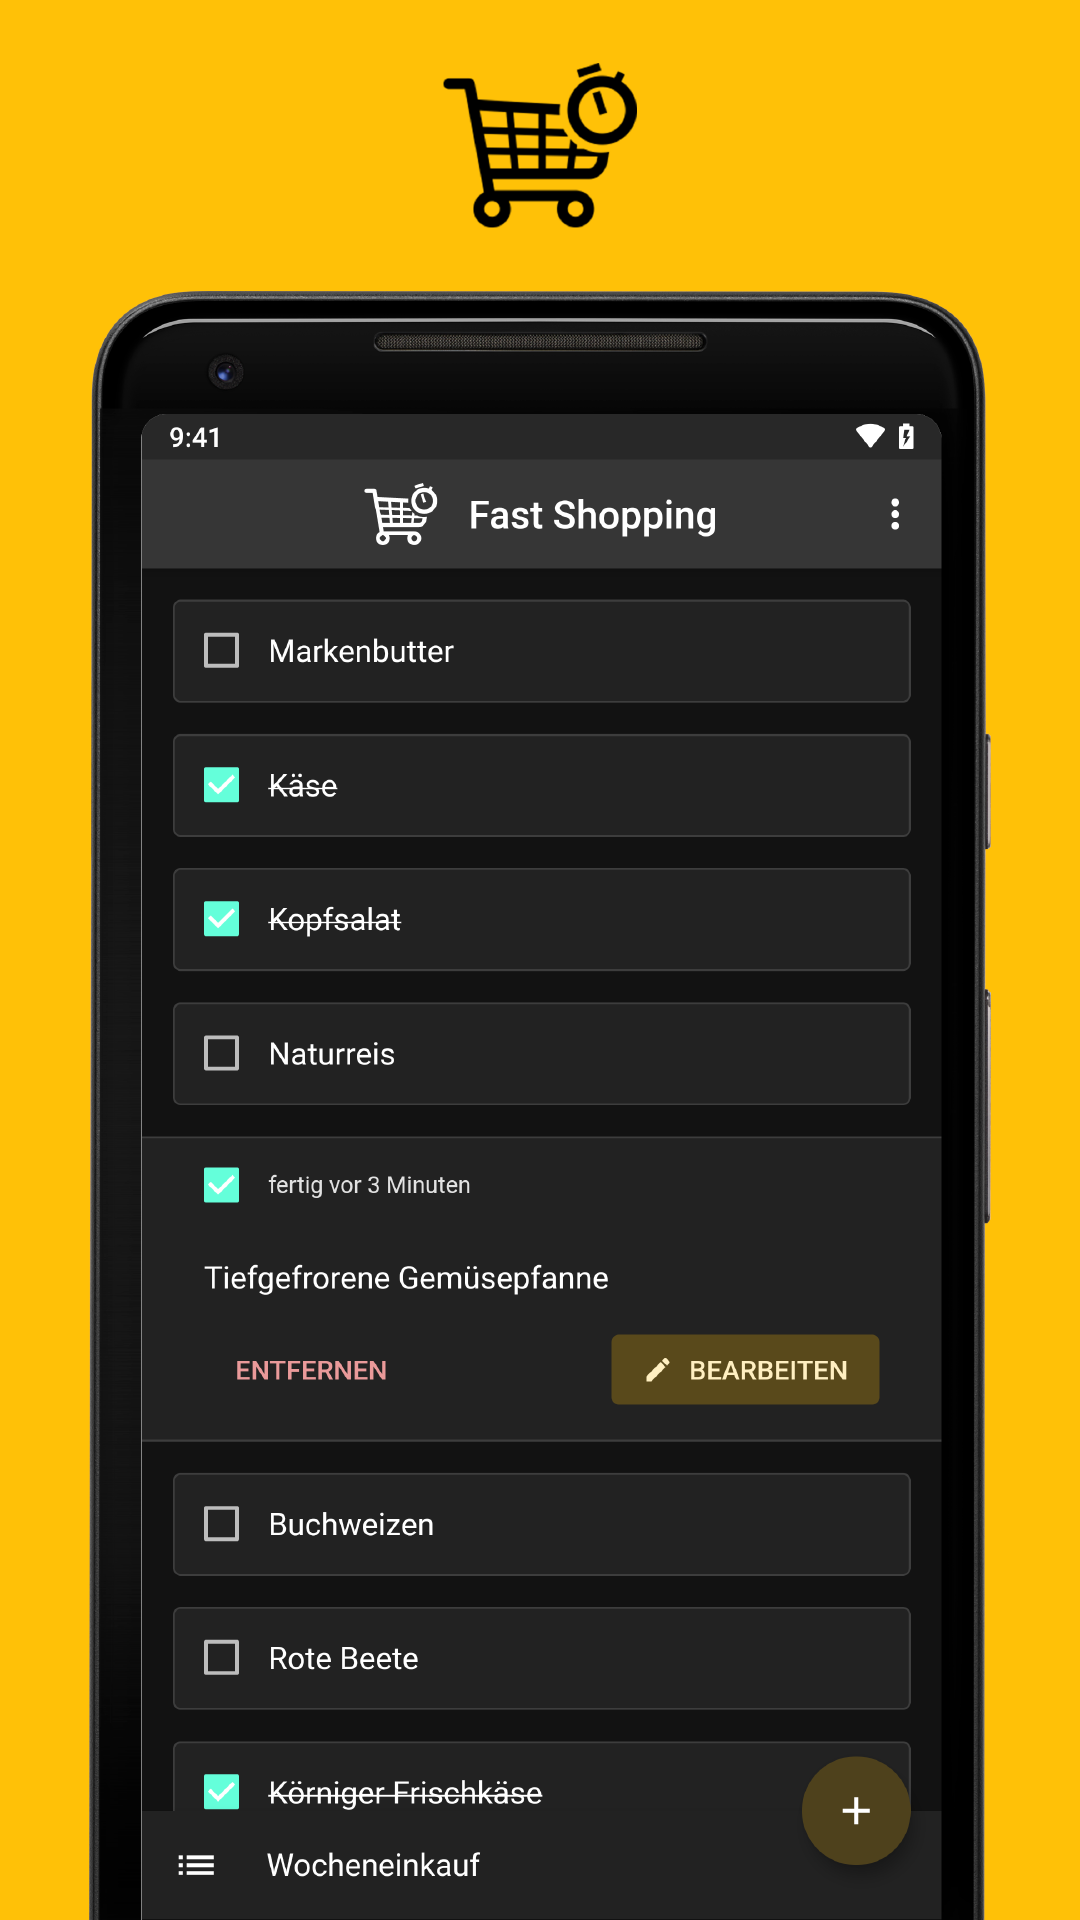 9:41
Fast Shopping
Markenbutter
Käse
Kopfsalat
Naturreis
fertig vor 3 Minuten
Tiefgefrorene Gemüsepfanne
ENTFERNEN
BEARBEITEN
Buchweizen
Rote Beete
Körniger Frischkäse
Wocheneinkauf